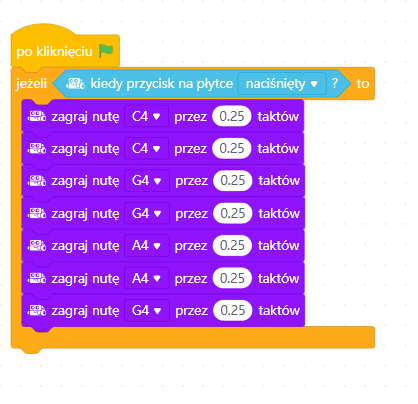 po kliknięciu
jeżeli kiedy przycisk na płytce naciśnięty ? to
zagraj nutę C4 przez 0.25 taktów
zagraj nutę C4 przez 0.25 taktów
zagraj nutę G4 przez 0.25 taktów
zagraj nutę G4 przez 0.25 taktów
zagraj nutę A4 przez 0.25 taktów
zagraj nutę A4 przez 0.25 taktów
zagraj nutę G4 przez 0.25 taktów